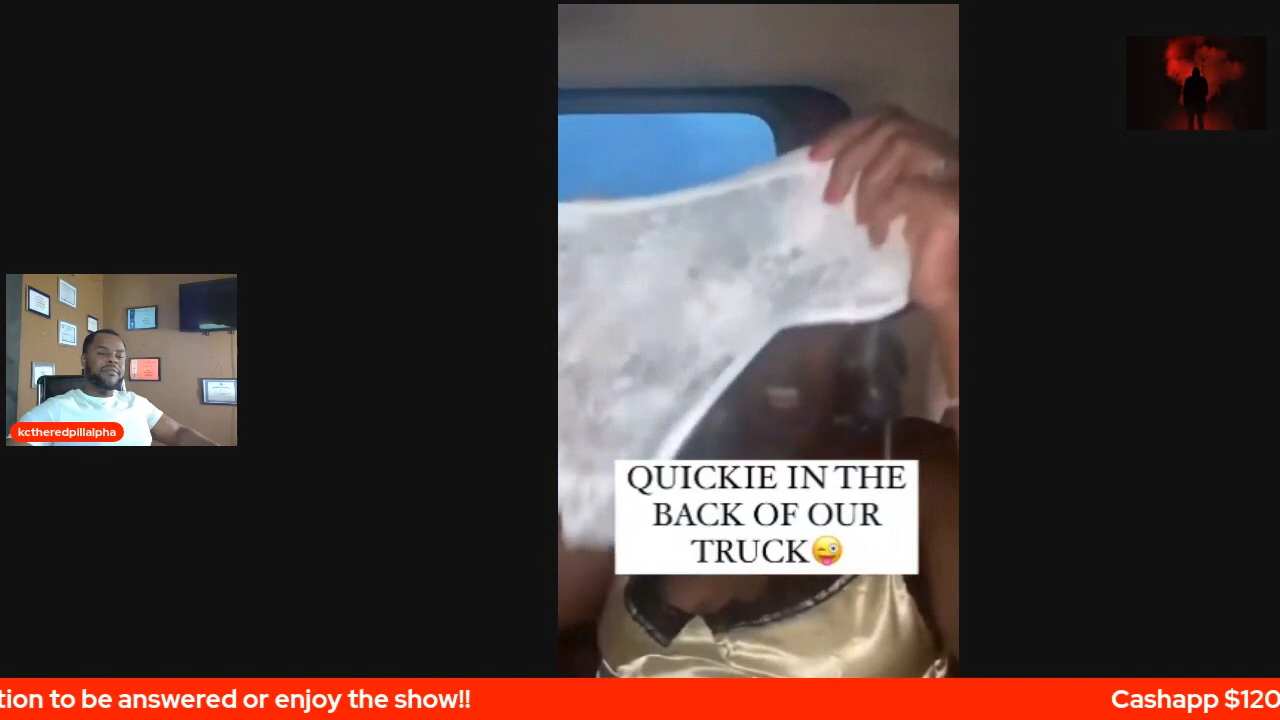 QUICKIE IN THE
BACK OF OUR
TRUCK😜
kctheredpillalpha
tion to be answered or enjoy the show!!
Cashapp $120